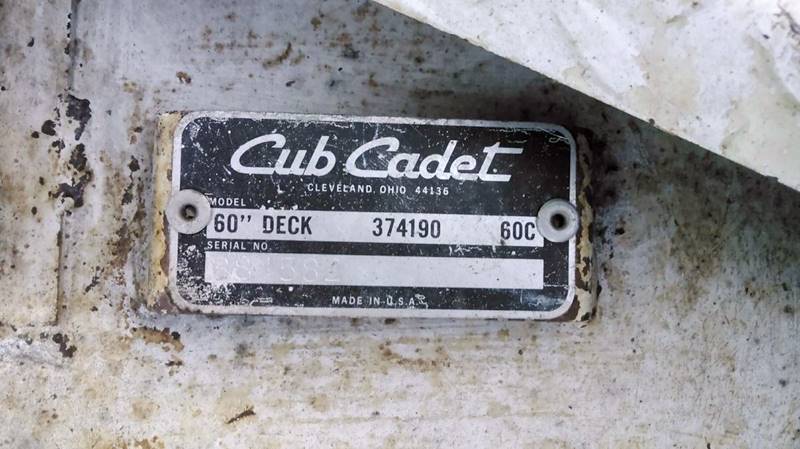 Cub Cadet
CLEVELAND, OHIO 44136
MODEL
60" DECK 374190 60C
SERIAL NO.
MADE IN U.S.A.